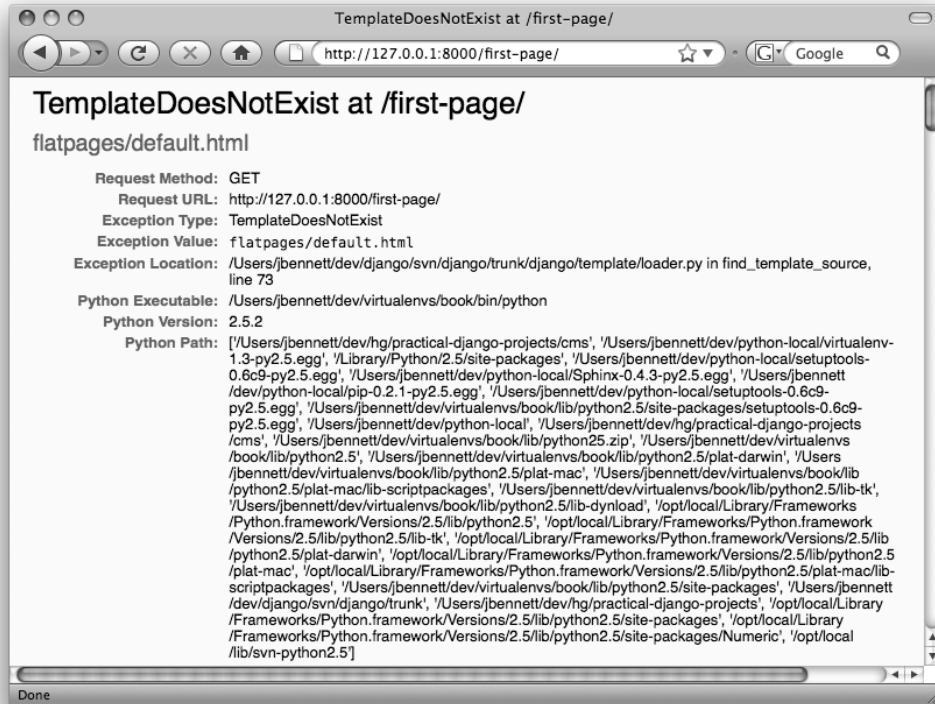 TemplateDoesNotExist at /first-page/
http://127.0.0.1:8000/first-page/
G
Google
TemplateDoesNotExist at /first-page/
flatpages/default.html
Request Method: GET
Request URL: http://127.0.0.1:8000/first-page/
Exception Type: TemplateDoesNotExist
Exception Value: flatpages/default.html
Exception Location: /Users/jbennett/dev/django/svn/django/trunk/django/template/loader.py in find_template_source,
line 73
Python Executable: /Users/jbennett/dev/virtualenvs/book/bin/python
Python Version: 2.5.2
Python Path: ['/Users/jbennett/dev/hg/practical-django-projects/cms', '/Users/jbennett/dev/python-local/virtualenv-
1.3-py2.5.egg', '/Library/Python/2.5/site-packages', '/Users/jbennett/dev/python-local/setuptools-
0.6c9-py2.5.egg', '/Users/jbennett/dev/python-local/Sphinx-0.4.3-py2.5.egg', '/Users/jbennett
/dev/python-local/pip-0.2.1-py2.5.egg', '/Users/jbennett/dev/python-local/setuptools-0.6c9-
py2.5.egg', '/Users/jbennett/dev/virtualenvs/book/lib/python2.5/site-packages/setuptools-0.6c9-
py2.5.egg', '/Users/jbennett/dev/python-local', '/Users/jbennett/dev/hg/practical-django-projects
/cms', '/Users/jbennett/dev/virtualenvs/book/lib/python25.zip', '/Users/jbennett/dev/virtualenvs
/book/lib/python2.5', '/Users/jbennett/dev/virtualenvs/book/lib/python2.5/plat-darwin', '/Users
/jbennett/dev/virtualenvs/book/lib/python2.5/plat-mac', '/Users/jbennett/dev/virtualenvs/book/lib
/python2.5/plat-mac/lib-scriptpackages', '/Users/jbennett/dev/virtualenvs/book/lib/python2.5/lib-tk',
'/Users/jbennett/dev/virtualenvs/book/lib/python2.5/lib-dynload', '/opt/local/Library/Frameworks
/Python.framework/Versions/2.5/lib/python2.5', '/opt/local/Library/Frameworks/Python.framework
/Versions/2.5/lib/python2.5/lib-tk', '/opt/local/Library/Frameworks/Python.framework/Versions/2.5/lib
/python2.5/plat-darwin', '/opt/local/Library/Frameworks/Python.framework/Versions/2.5/lib/python2.5
/plat-mac', '/opt/local/Library/Frameworks/Python.framework/Versions/2.5/lib/python2.5/plat-mac/lib-
scriptpackages', '/Users/jbennett/dev/virtualenvs/book/lib/python2.5/site-packages', '/Users/jbennett
/dev/django/svn/django/trunk', '/Users/jbennett/dev/hg/practical-django-projects', '/opt/local/Library
/Frameworks/Python.framework/Versions/2.5/lib/python2.5/site-packages', '/opt/local/Library
/Frameworks/Python.framework/Versions/2.5/lib/python2.5/site-packages/Numeric', '/opt/local
/lib/svn-python2.5']
Done